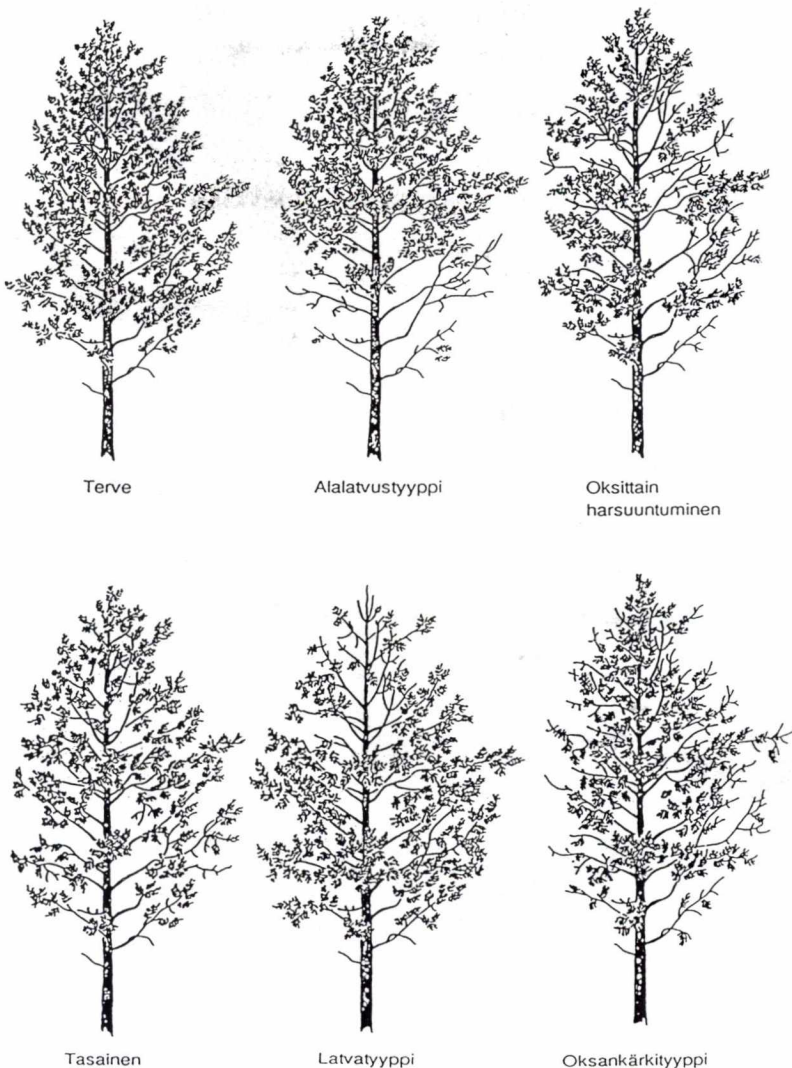 Terve
Alalatvustyyppi
Oksittain
harsuuntuminen
Tasainen
Latvatyyppi
Oksankärkityyppi